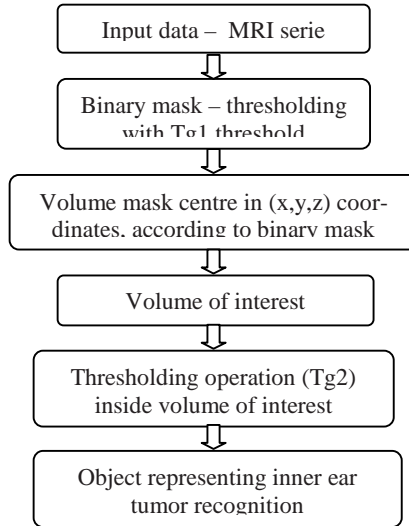 Input data – MRI serie
Binary mask – thresholding
with Tg1 threshold
Volume mask centre in (x,y,z) coor-
dinates, according to binary mask
Volume of interest
Thresholding operation (Tg2)
inside volume of interest
Object representing inner ear
tumor recognition